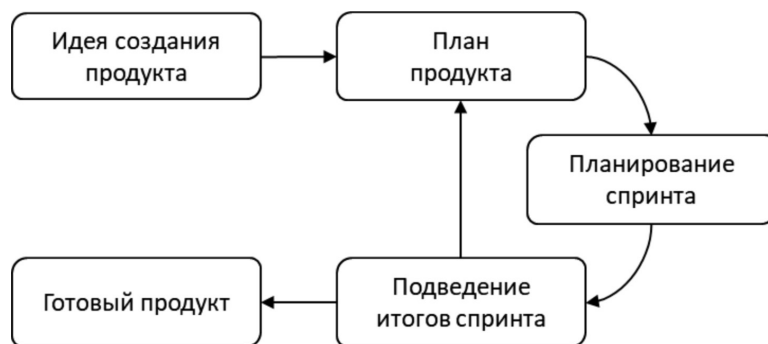 Идея создания
продукта
План
продукта
Планирование
спринта
Подведение
итогов спринта
Готовый продукт